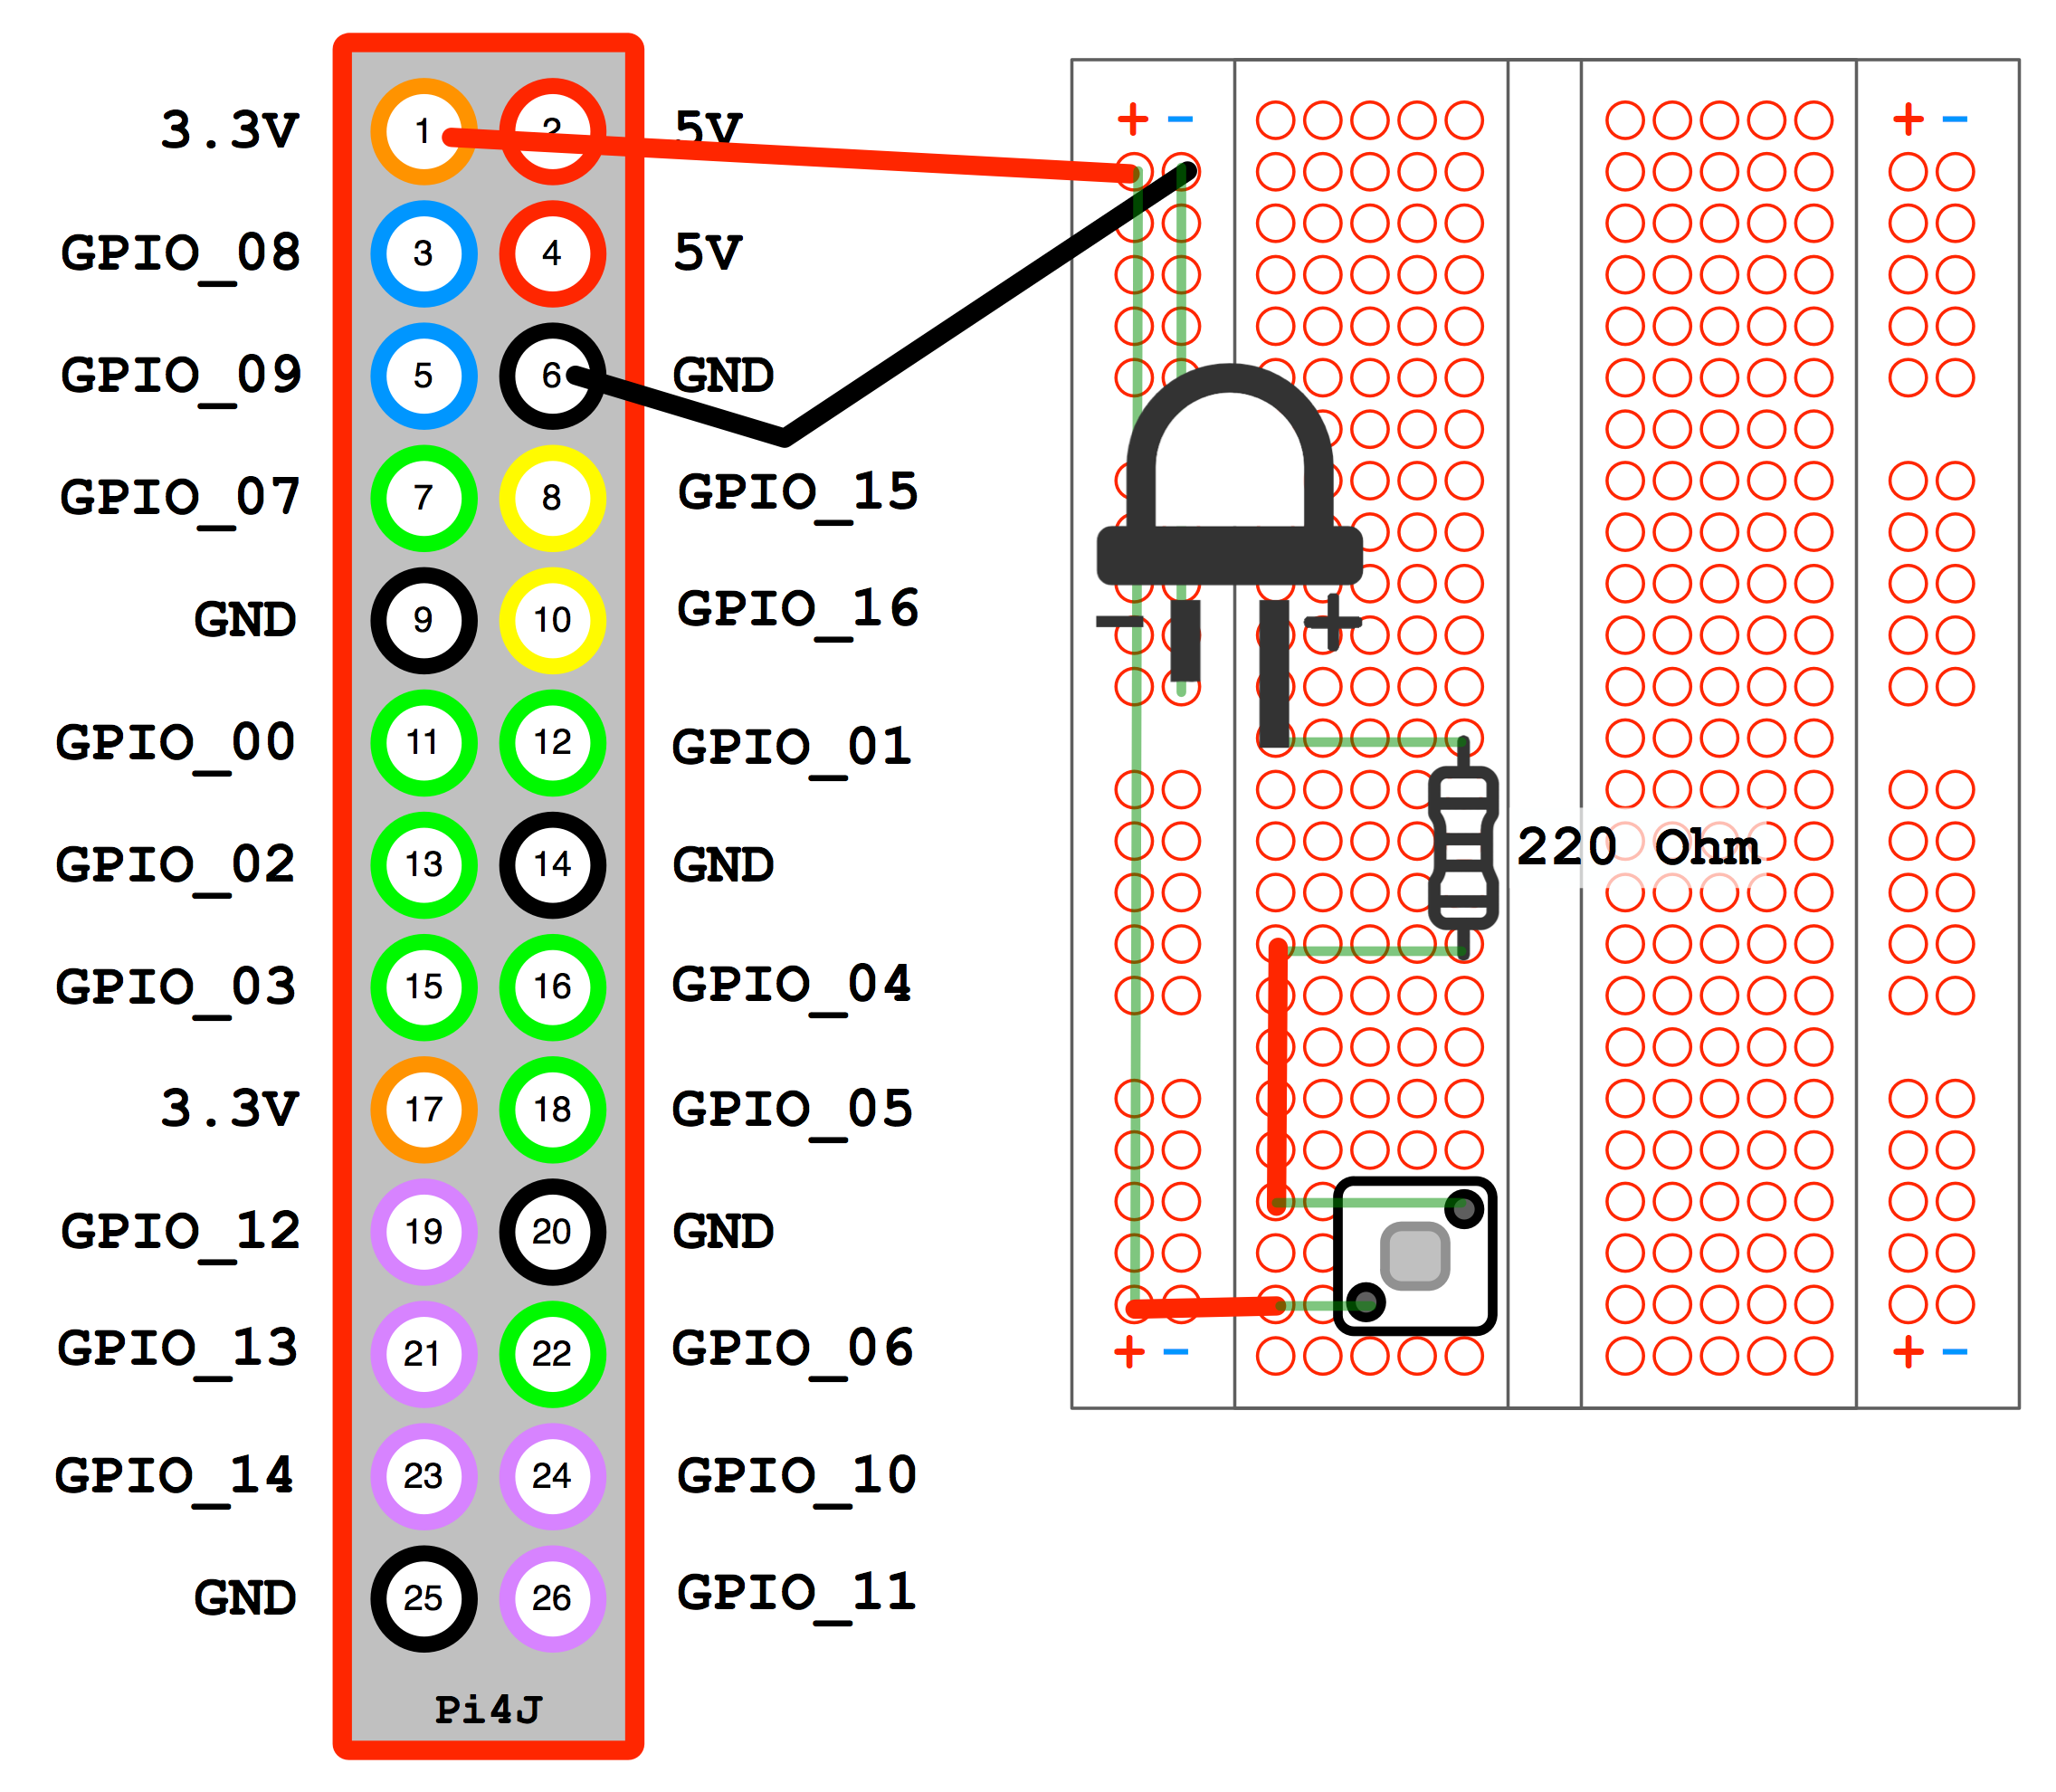 3.3V 1 2 5V + − + −
GPIO_08 3 4 5V
GPIO_09 5 6 GND
GPIO_07 7 8 GPIO_15
GND 9 10 GPIO_16 − +
GPIO_00 11 12 GPIO_01
GPIO_02 13 14 GND 220 Ohm
GPIO_03 15 16 GPIO_04
3.3V 17 18 GPIO_05
GPIO_12 19 20 GND
GPIO_13 21 22 GPIO_06 + − + −
GPIO_14 23 24 GPIO_10
GND 25 26 GPIO_11
Pi4J